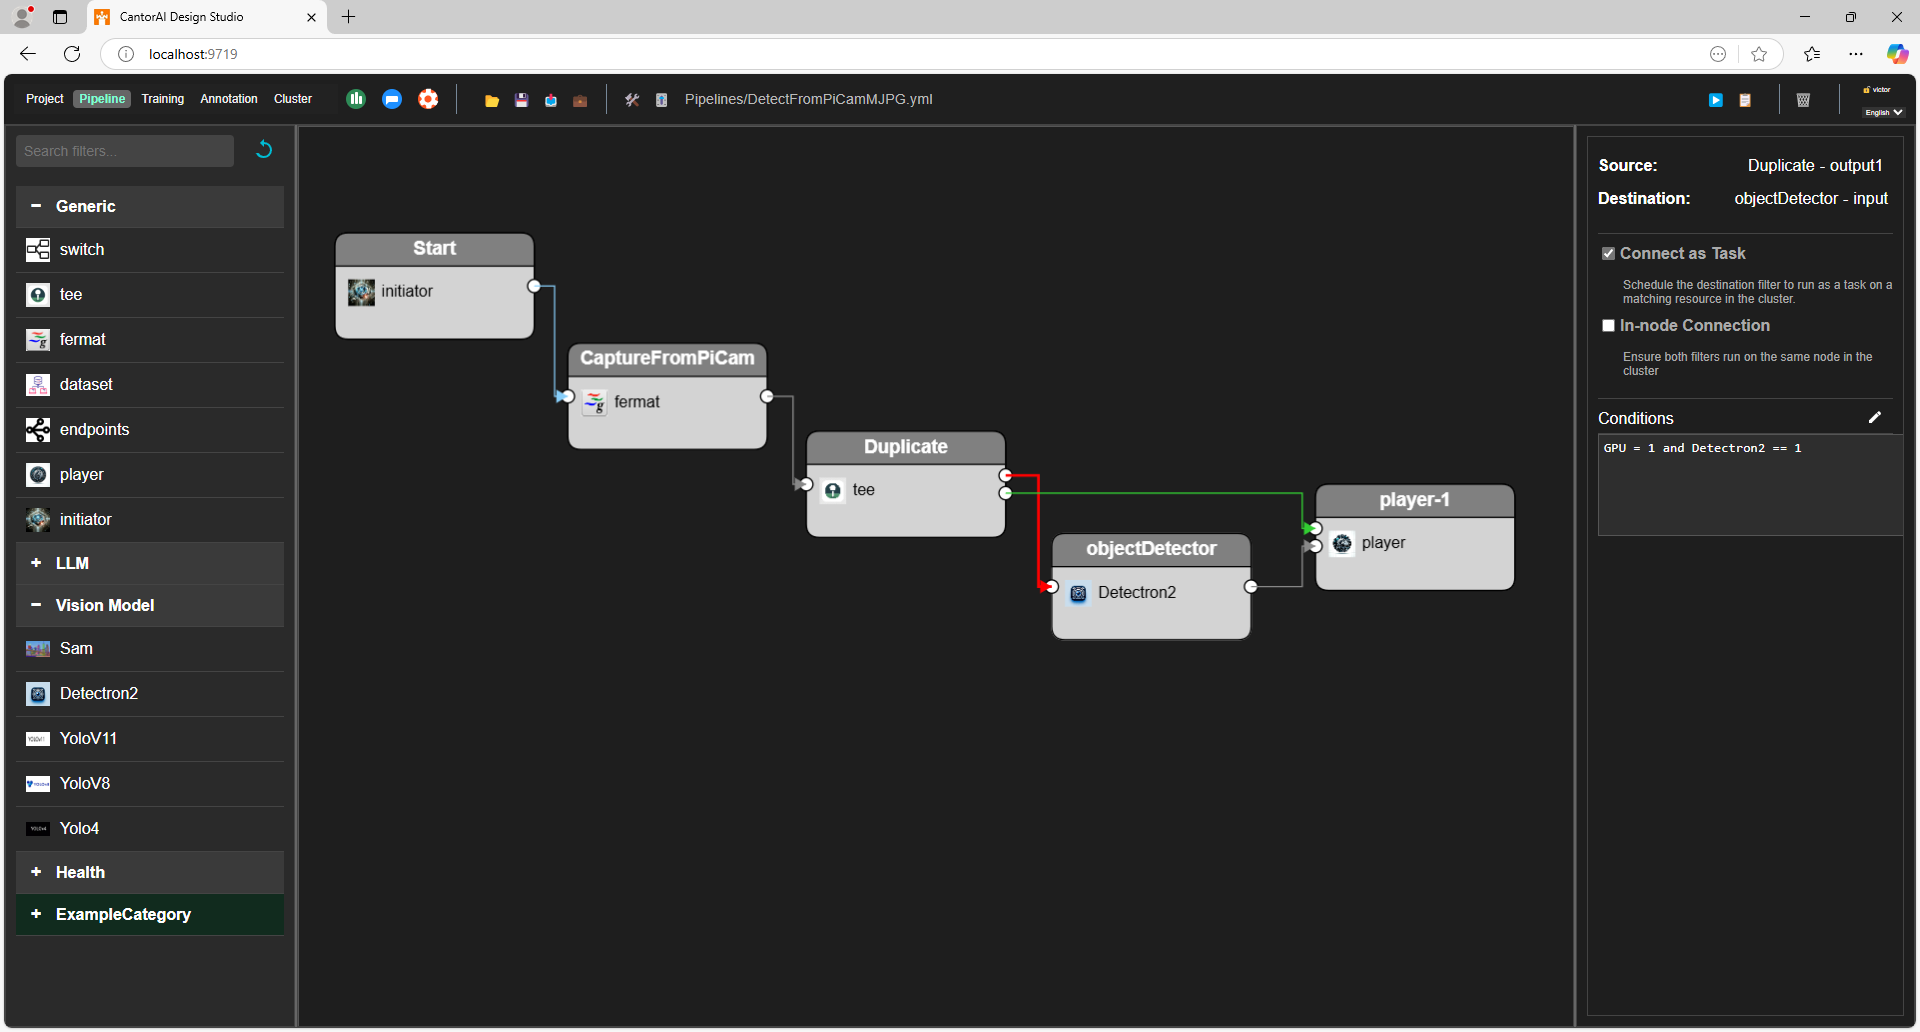 CantorAI Design Studio
localhost:9719
Project Pipeline Training Annotation Cluster
Pipelines/DetectFromPiCamMJPG.yml
victor
English
Search filters...
− Generic
switch
tee
fermat
dataset
endpoints
player
initiator
+ LLM
− Vision Model
Sam
Detectron2
YoloV11
YoloV8
Yolo4
+ Health
+ ExampleCategory
Start
initiator
CaptureFromPiCam
fermat
Duplicate
tee
objectDetector
Detectron2
player-1
player
Source: Duplicate - output1
Destination: objectDetector - input
Connect as Task
Schedule the destination filter to run as a task on a
matching resource in the cluster.
In-node Connection
Ensure both filters run on the same node in the
cluster
Conditions
GPU = 1 and Detectron2 == 1